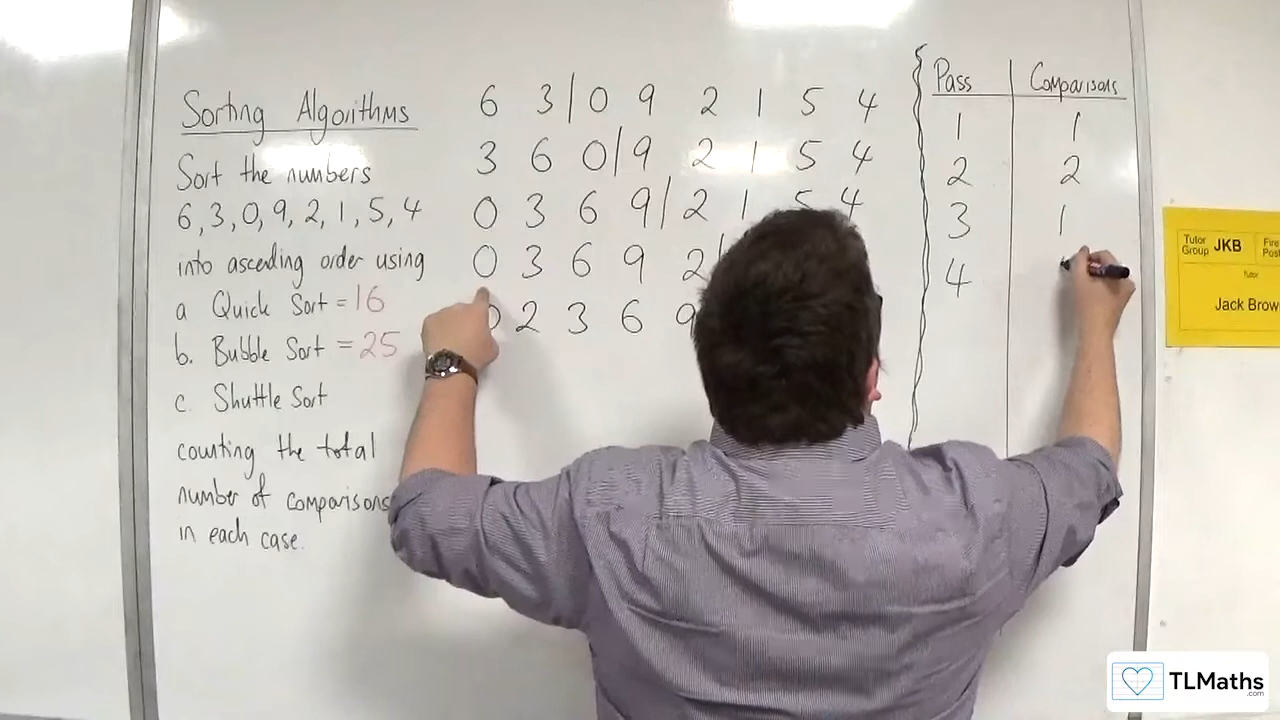 Sorting Algorithms
Sort the numbers
6, 3, 0, 9, 2, 1, 5, 4
into ascending order using
a Quick Sort = 16
b. Bubble Sort = 25
c. Shuttle Sort
counting the total
number of comparisons
in each case.
6 3 | 0 9 2 1 5 4
3 6 0 | 9 2 1 5 4
0 3 6 9 | 2 1 5 4
0 3 6 9 2
0 2 3 6 9
Pass Comparisons
1 1
2 2
3 1
4
Tutor Group JKB
Tutor
Jack Brow
TLMaths
.com